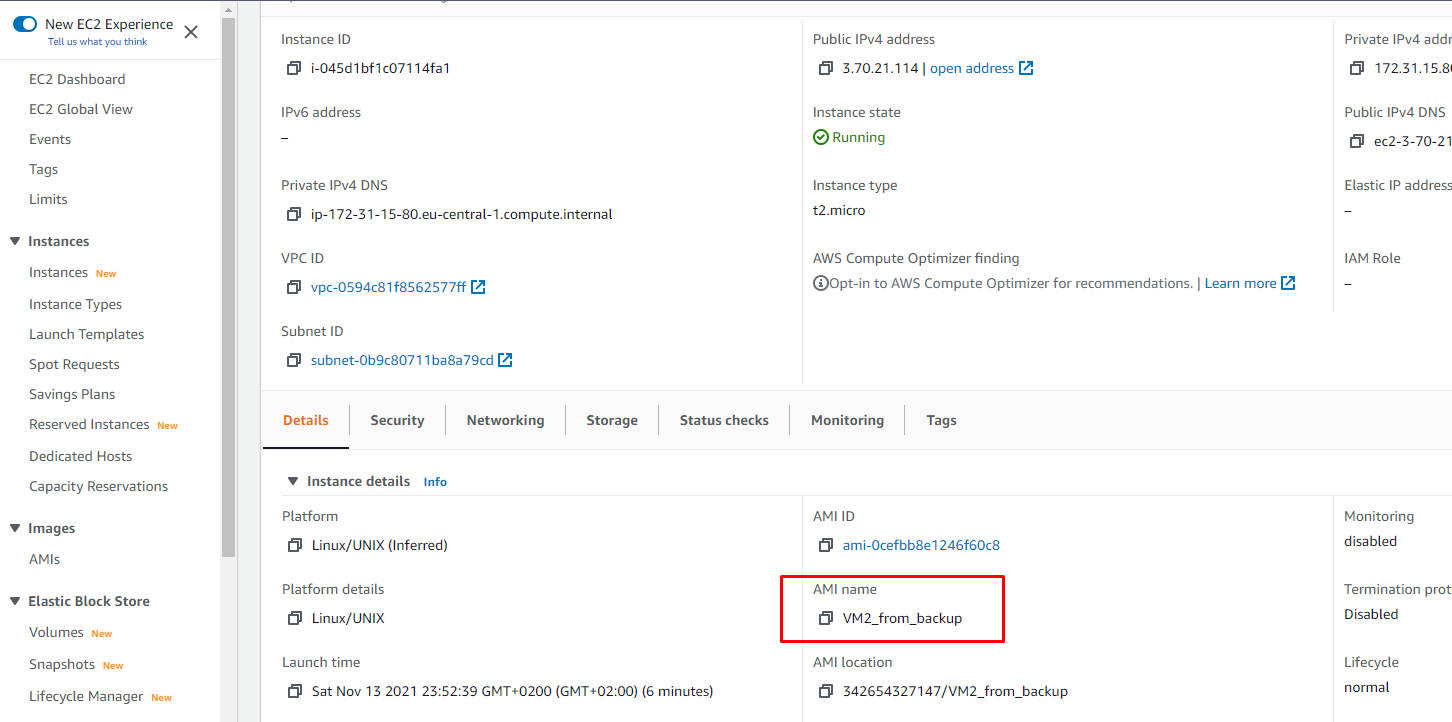 New EC2 Experience
Tell us what you think
EC2 Dashboard
EC2 Global View
Events
Tags
Limits
Instances
Instances New
Instance Types
Launch Templates
Spot Requests
Savings Plans
Reserved Instances New
Dedicated Hosts
Capacity Reservations
Images
AMIs
Elastic Block Store
Volumes New
Snapshots New
Lifecycle Manager New
Instance ID
i-045d1bf1c07114fa1
Public IPv4 address
3.70.21.114 | open address
Private IPv4 addr
172.31.15.80
IPv6 address
–
Instance state
Running
Public IPv4 DNS
ec2-3-70-21
Private IPv4 DNS
ip-172-31-15-80.eu-central-1.compute.internal
Instance type
t2.micro
Elastic IP address
–
VPC ID
vpc-0594c81f8562577ff
AWS Compute Optimizer finding
Opt-in to AWS Compute Optimizer for recommendations. | Learn more
IAM Role
–
Subnet ID
subnet-0b9c80711ba8a79cd
Details
Security
Networking
Storage
Status checks
Monitoring
Tags
Instance details Info
Platform
Linux/UNIX (Inferred)
AMI ID
ami-0cefbb8e1246f60c8
Monitoring
disabled
Platform details
Linux/UNIX
AMI name
VM2_from_backup
Termination prot
Disabled
Launch time
Sat Nov 13 2021 23:52:39 GMT+0200 (GMT+02:00) (6 minutes)
AMI location
342654327147/VM2_from_backup
Lifecycle
normal